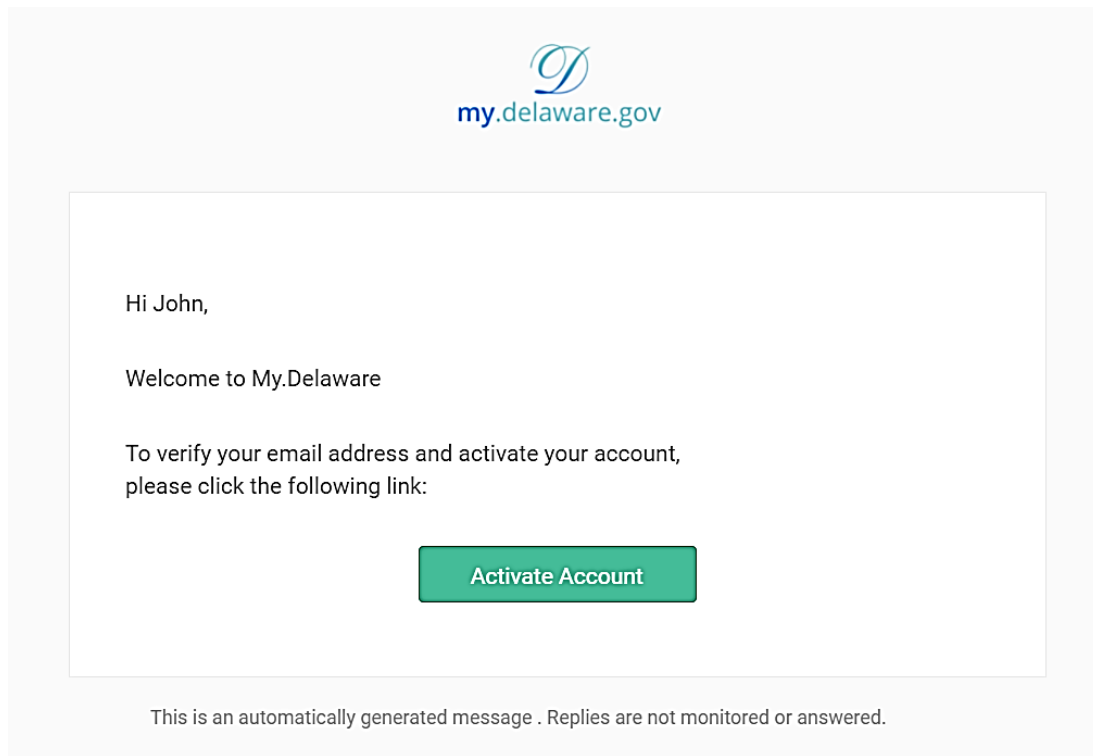 D
my.delaware.gov
Hi John,
Welcome to My.Delaware
To verify your email address and activate your account,
please click the following link:
Activate Account
This is an automatically generated message . Replies are not monitored or answered.